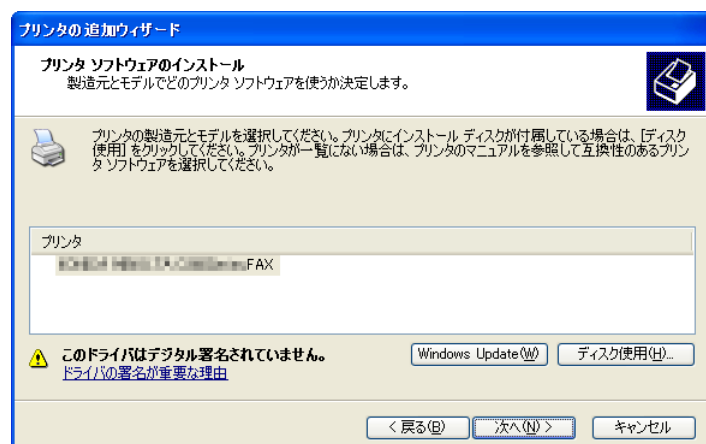 プリンタの追加ウィザード
プリンタ ソフトウェアのインストール
製造元とモデルでどのプリンタ ソフトウェアを使うか決定します。
プリンタの製造元とモデルを選択してください。プリンタにインストール ディスクが付属している場合は、[ディスク
使用] をクリックしてください。プリンタが一覧にない場合は、プリンタのマニュアルを参照して互換性のあるプリン
タ ソフトウェアを選択してください。
プリンタ
FAX
このドライバはデジタル署名されていません。
ドライバの署名が重要な理由
Windows Update(W)
ディスク使用(H)...
< 戻る(B)
次へ(N) >
キャンセル